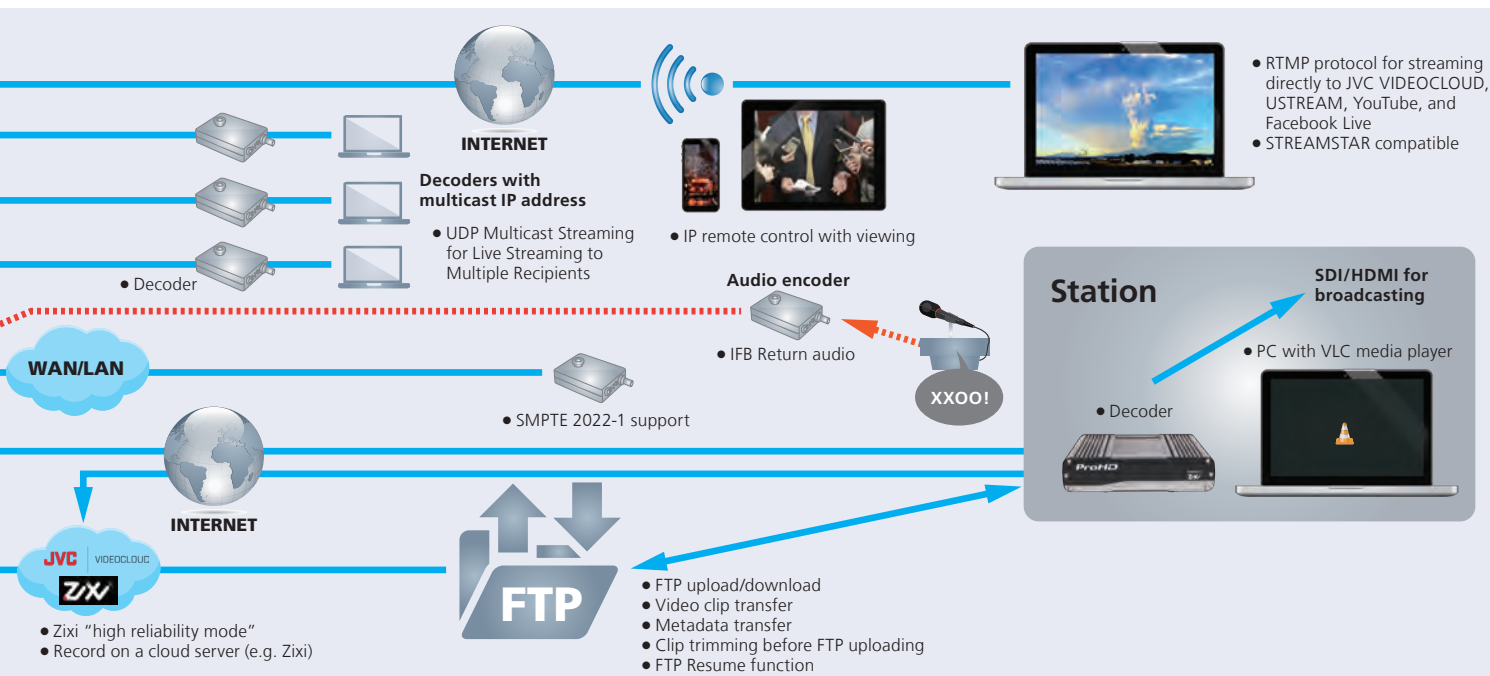 INTERNET
• RTMP protocol for streaming
directly to JVC VIDEOCLOUD,
USTREAM, YouTube, and
Facebook Live
• STREAMSTAR compatible
Decoders with
multicast IP address
• UDP Multicast Streaming
for Live Streaming to
Multiple Recipients
• IP remote control with viewing
• Decoder
Audio encoder
• IFB Return audio
XXOO!
Station
SDI/HDMI for
broadcasting
• PC with VLC media player
• Decoder
ProHD
Zixi
WAN/LAN
• SMPTE 2022-1 support
INTERNET
JVC VIDEOCLOUD
Zixi
• Zixi “high reliability mode”
• Record on a cloud server (e.g. Zixi)
FTP
• FTP upload/download
• Video clip transfer
• Metadata transfer
• Clip trimming before FTP uploading
• FTP Resume function